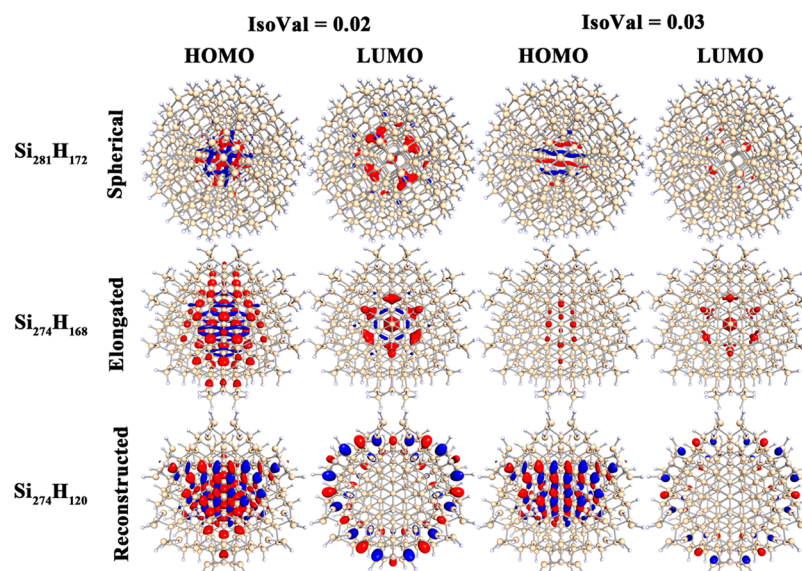 IsoVal = 0.02 IsoVal = 0.03
HOMO LUMO HOMO LUMO
Si₂₈₁H₁₇₂ Spherical
Si₂₇₄H₁₆₈ Elongated
Si₂₇₄H₁₂₀ Reconstructed